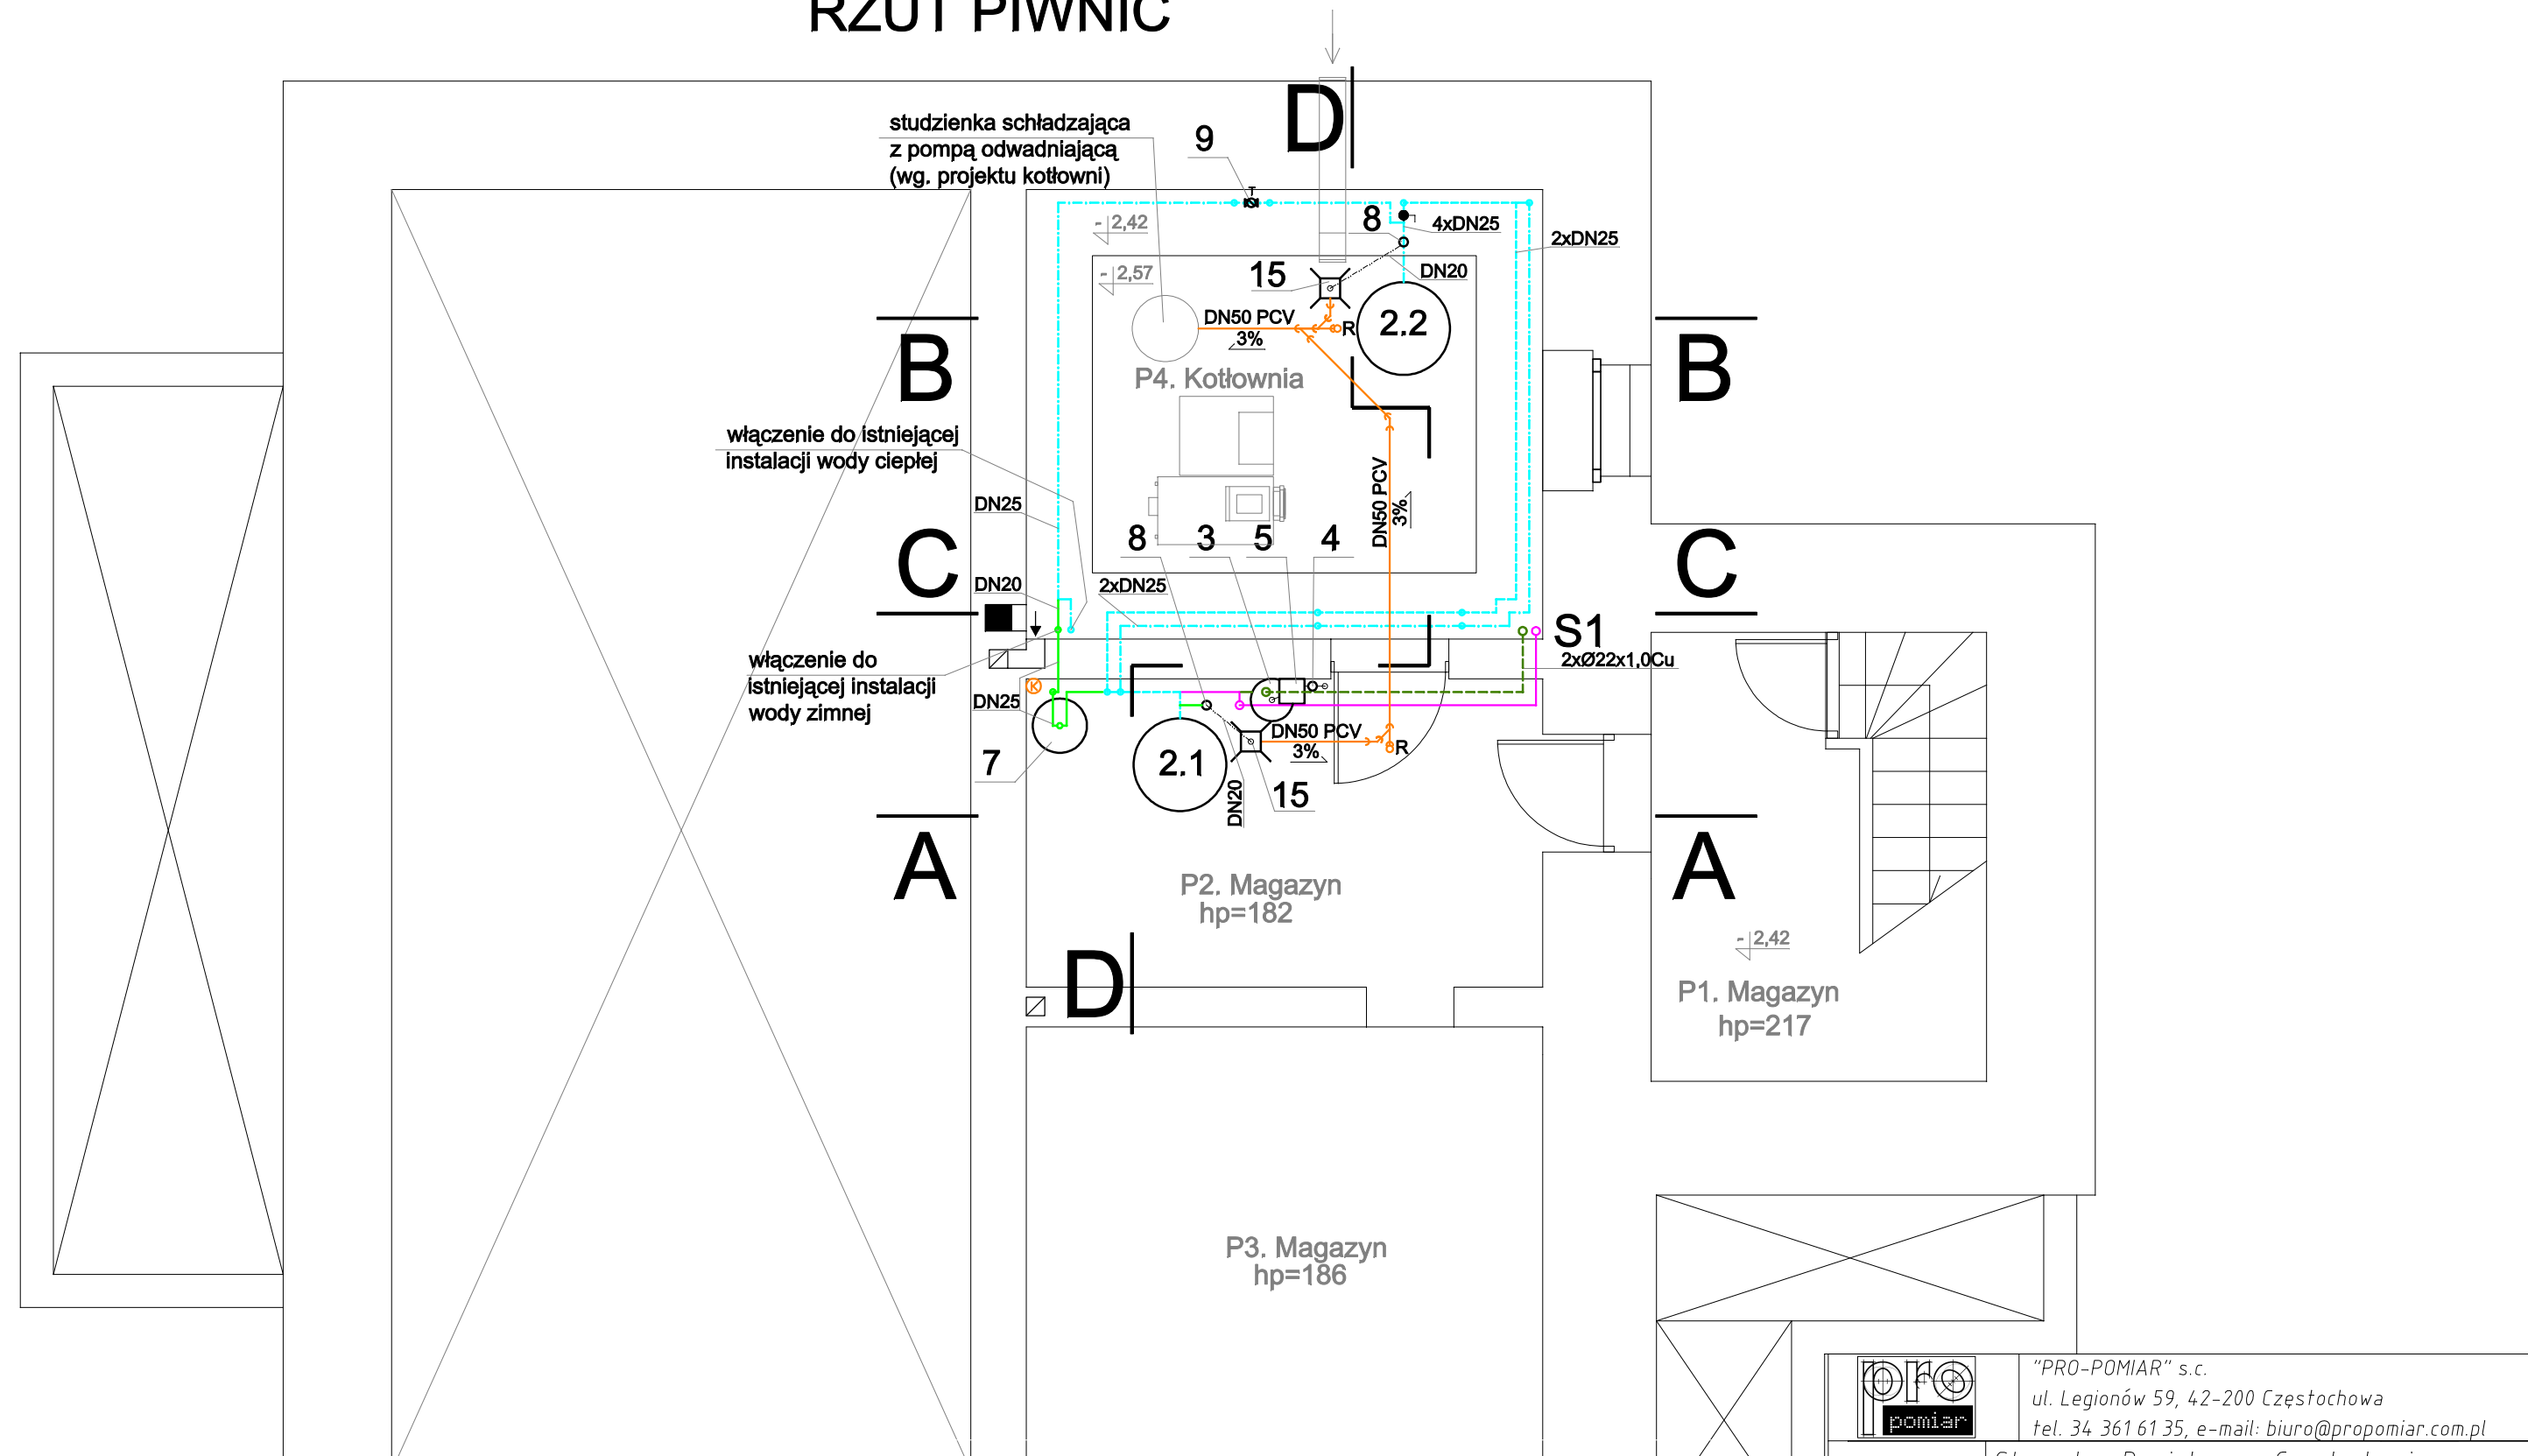 RZUT PIWNIC
D
studzienka schładzająca
z pompą odwadniającą
(wg. projektu kotłowni)
9
- 2,42
8
4xDN25
2xDN25
- 2,57
15
DN20
DN50 PCV
3%
R
2.2
B
B
P4. Kotłownia
włączenie do istniejącej
instalacji wody ciepłej
DN25
DN50 PCV
3%
8
3
5
4
C
C
DN20
2xDN25
S1
2xØ22x1,0Cu
włączenie do
istniejącej instalacji
wody zimnej
K
DN25
7
2.1
DN50 PCV
3%
R
DN20
15
A
A
P2. Magazyn
hp=182
- 2,42
D
P1. Magazyn
hp=217
P3. Magazyn
hp=186
pro
pomiar
"PRO-POMIAR" s.c.
ul. Legionów 59, 42-200 Częstochowa
tel. 34 361 61 35, e-mail: biuro@propomiar.com.pl